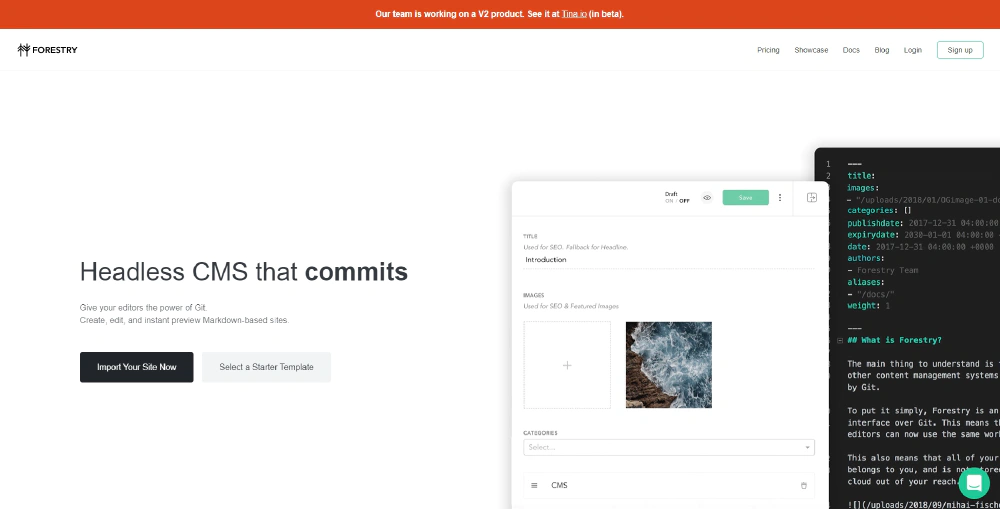 Our team is working on a V2 product. See it at Tina.io (in beta).
FORESTRY
Pricing
Showcase
Docs
Blog
Login
Sign up
Headless CMS that commits
Give your editors the power of Git.
Create, edit, and instant preview Markdown-based sites.
Import Your Site Now
Select a Starter Template
Draft
ON OFF
Save
TITLE
Used for SEO. Fallback for Headline.
Introduction
IMAGES
Used for SEO & Featured Images
CATEGORIES
Select...
CMS
1
2
---
title:
images:
- "/uploads/2018/01/OGimage-01-do
categories: []
publishdate: 2017-12-31 04:00:00
expirydate: 2030-01-01 04:00:00
date: 2017-12-31 04:00:00 +0000
authors:
- Forestry Team
aliases:
- "/docs/"
weight: 1
---
## What is Forestry?
The main thing to understand is
other content management systems
by Git.
To put it simply, Forestry is an
interface over Git. This means
editors can now use the same
This also means that all of your
belongs to you, and is not stored
cloud out of your reach.
![](/uploads/2018/09/mihai-fisch